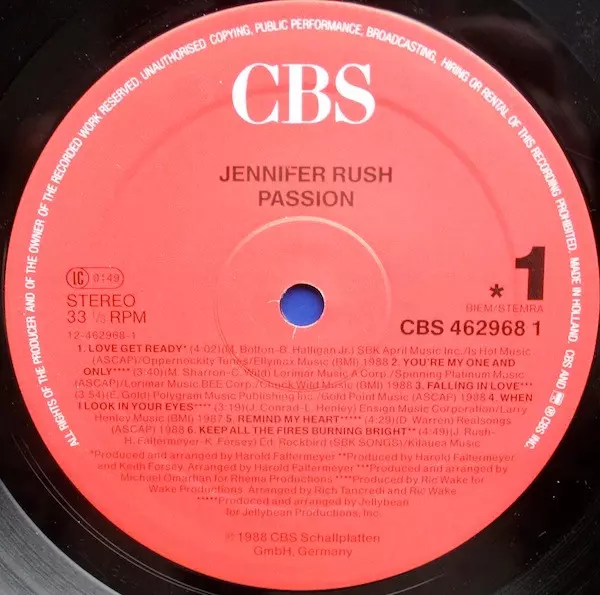 ALL RIGHTS OF THE PRODUCER AND OF THE OWNER OF THE RECORDED WORK RESERVED. UNAUTHORISED COPYING, PUBLIC PERFORMANCE, BROADCASTING, HIRING OR RENTAL OF THIS RECORDING PROHIBITED. MADE IN HOLLAND. CBS AND ® CBS INC.
CBS
JENNIFER RUSH
PASSION
LC 0149
STEREO
33 ⅓ RPM
12-462968-1
* 1
BIEM/STEMRA
CBS 462968 1
1. LOVE GET READY* (4:02)(M. Bolton-B. Halligan Jr.) SBK April Music Inc./Is Hot Music
(ASCAP)/ Tunes/ Music (BMI) 1988 2. YOU'RE MY ONE AND
ONLY**** (3:40)(M. Sharron-C. Wild) Lorimar Music A Corp./ Spinning Platinum Music
(ASCAP)/Lorimar Music BEE Corp./Chuck Wild Music (BMI) 1988 3. FALLING IN LOVE***
(3:54)(C. Gold) Polygram Music Publishing Inc./ Gold Point Music (ASCAP) 1988 4. WHEN
I LOOK IN YOUR EYES**** (3:19)(J. Conrad-L. Henley) Ensign Music Corporation/Larry
Henley Music (BMI) 1987 5. REMIND MY HEART***** (4:29)(D Warren) Realsongs
(ASCAP) 1988 6. KEEP ALL THE FIRES BURNING BRIGHT** (4:49)(J. Rush-
H. Faltermeyer-K. Forsey) Ed. Rockbird (SBK SONGS)/Kilauea Music
*Produced and arranged by Harold Faltermeyer **Produced by Harold Faltermeyer
and Keith Forsey. Arranged by Harold Faltermeyer ***Produced and arranged by
Michael Omartian for Rhema Productions ****Produced by Ric Wake for
Wake Productions. Arranged by Rich Tancredi and Ric Wake
*****Produced and arranged by Jellybean
for Jellybean Productions, Inc.
℗ 1988 CBS Schallplatten
GmbH, Germany